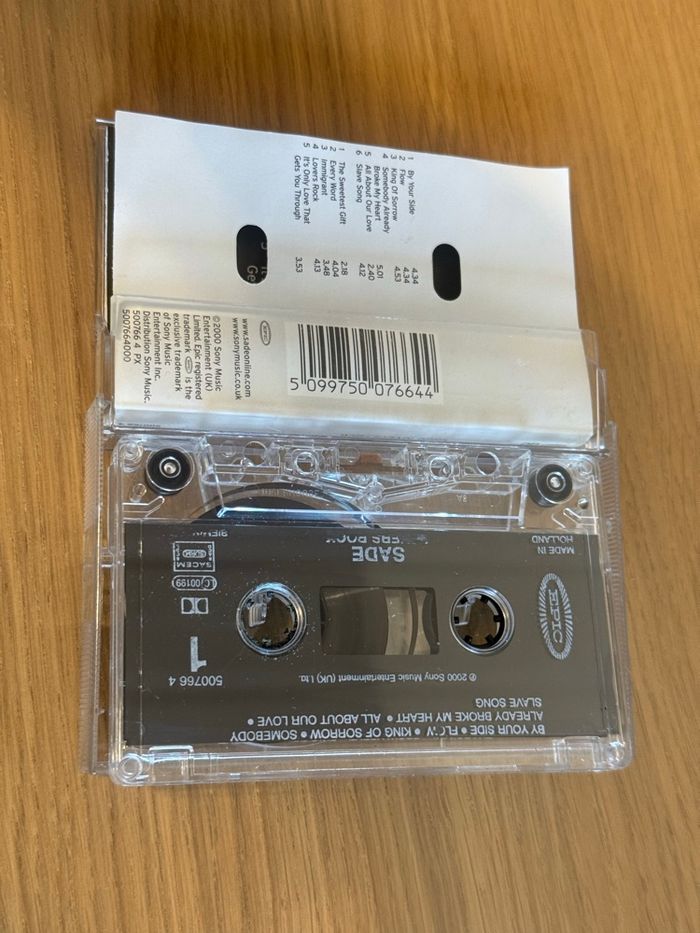 1 By Your Side 4.34
2 Flow 4.34
3 King Of Sorrow 4.53
4 Somebody Already
Broke My Heart 5.01
5 All About Our Love 2.40
6 Slave Song 4.12
1 The Sweetest Gift 2.18
2 Every Word 4.04
3 Immigrant 3.48
4 Lovers Rock 4.13
5 It's Only Love That
Gets You Through 3.53
www.sadeonline.com
www.sonymusic.co.uk
©2000 Sony Music
Entertainment (UK)
Limited. Epic registered
trademark is the
exclusive trademark
of Sony Music
Entertainment Inc.
Distribution Sony Music.
500766 4 PX
5007664000
5 099750 076644
SADE
ROCK
MADE IN
HOLLAND
BIEM/
SACEM
LC 00199
EPIC
1
500766 4
℗ 2000 Sony Music Entertainment (UK) Ltd.
BY YOUR SIDE • FLOW • KING OF SORROW • SOMEBODY
ALREADY BROKE MY HEART • ALL ABOUT OUR LOVE •
SLAVE SONG